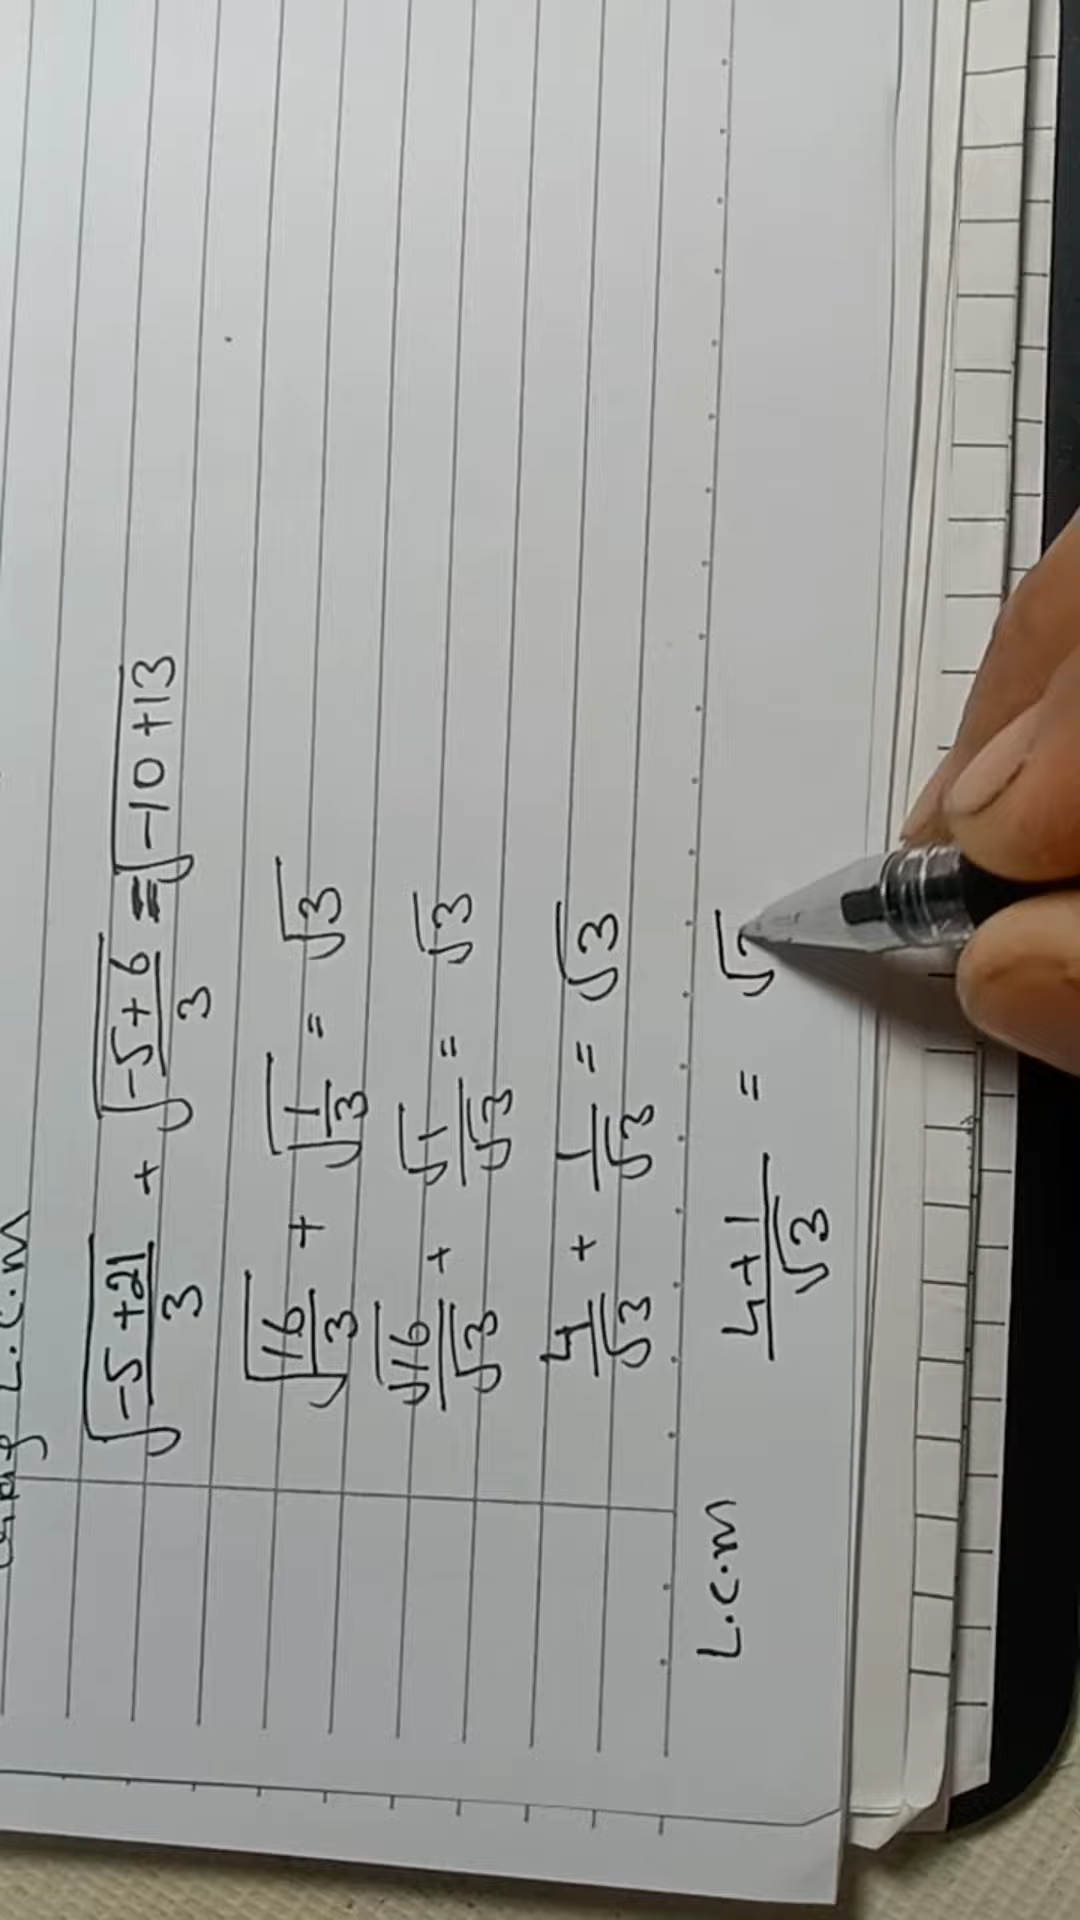 L.C.M
√(-5+21)/3 + √(-5+6)/3 = √-10+13
√16/3 + √1/3 = √3
√16/√3 + √1/√3 = √3
4/√3 + 1/√3 = √3
L.C.M 4+1/√3 = √